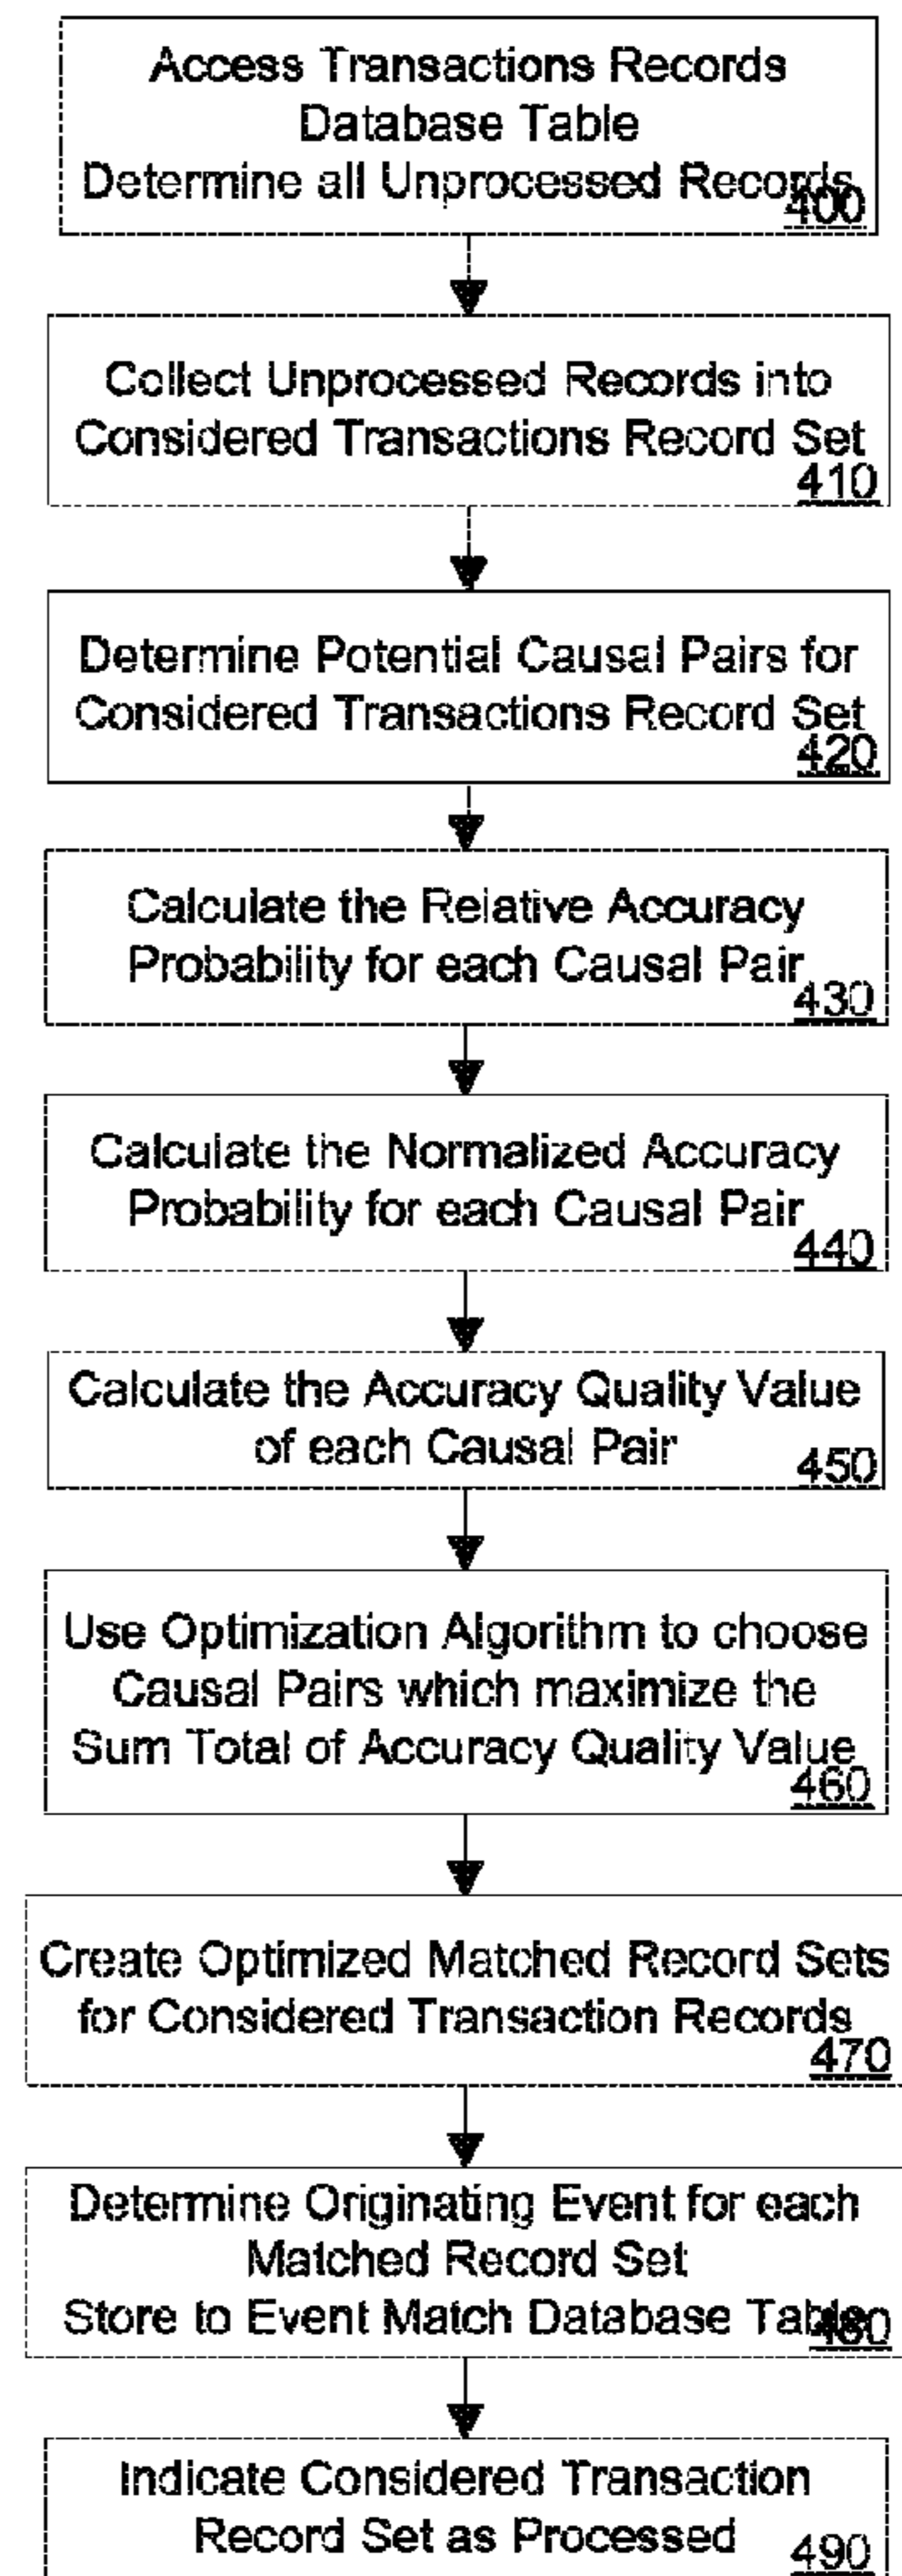 Access Transactions Records
Database Table
Determine all Unprocessed Records
400
Collect Unprocessed Records into
Considered Transactions Record Set
410
Determine Potential Causal Pairs for
Considered Transactions Record Set
420
Calculate the Relative Accuracy
Probability for each Causal Pair
430
Calculate the Normalized Accuracy
Probability for each Causal Pair
440
Calculate the Accuracy Quality Value
of each Causal Pair
450
Use Optimization Algorithm to choose
Causal Pairs which maximize the
Sum Total of Accuracy Quality Value
460
Create Optimized Matched Record Sets
for Considered Transaction Records
470
Determine Originating Event for each
Matched Record Set
Store to Event Match Database Table
480
Indicate Considered Transaction
Record Set as Processed
490